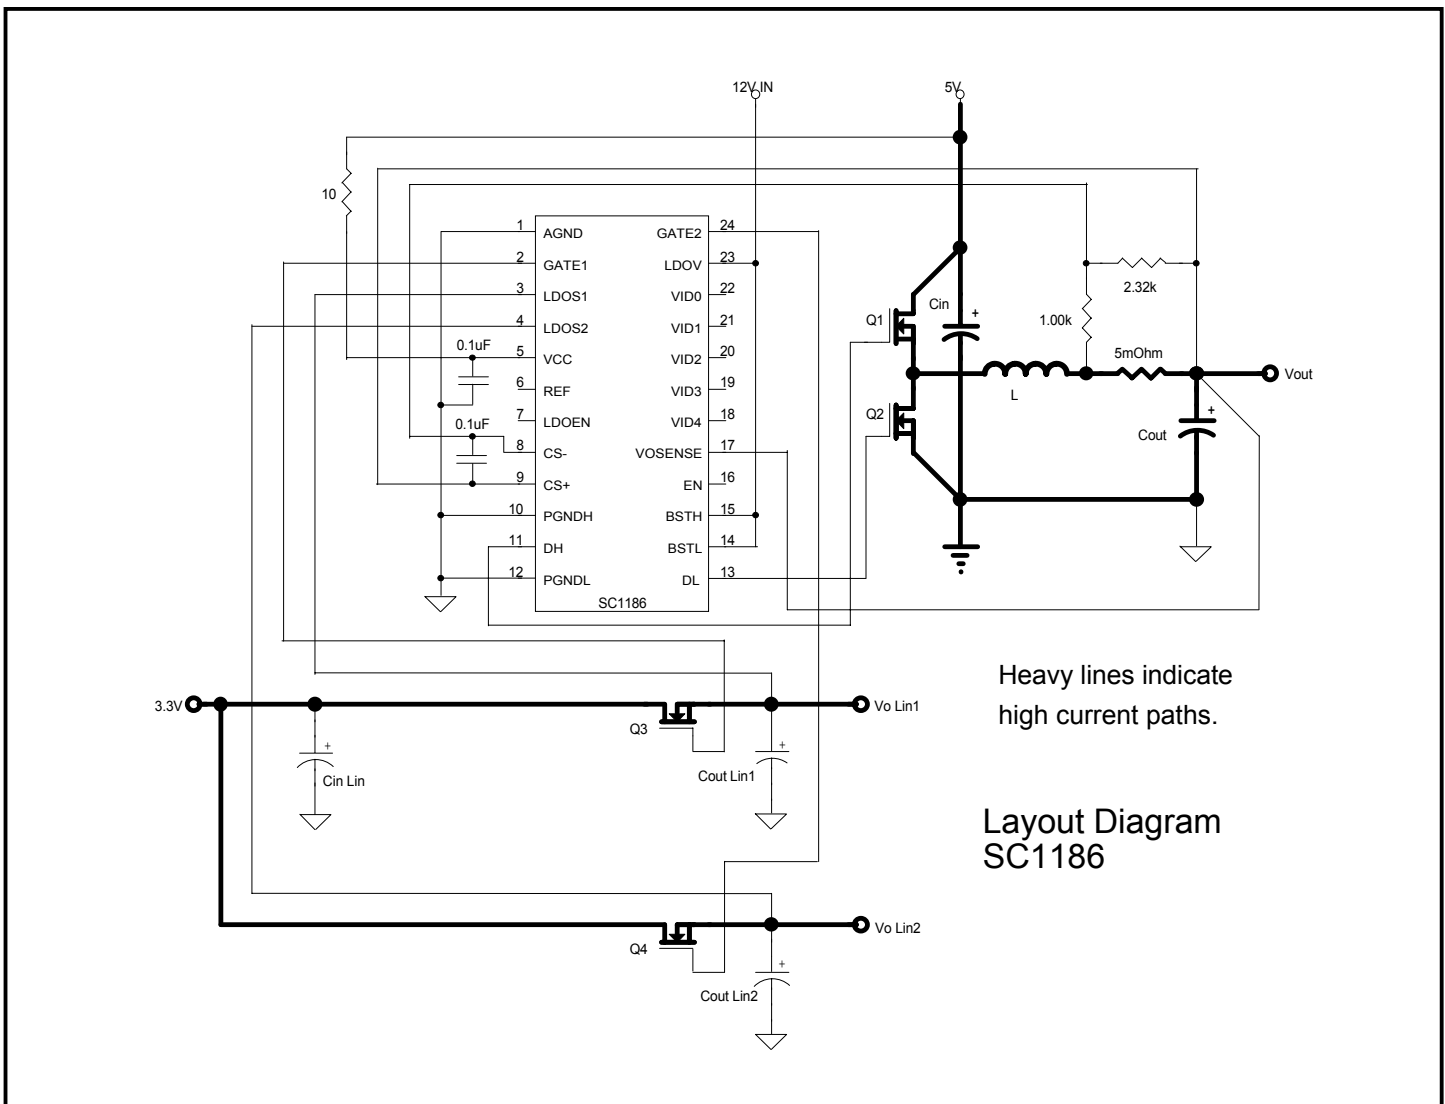 12V IN
5V
10
1
AGND
GATE2
24
2
GATE1
LDOV
23
3
LDOS1
VID0
22
4
LDOS2
VID1
21
0.1uF
5
VCC
VID2
20
6
REF
VID3
19
7
LDOEN
VID4
18
0.1uF
8
CS-
VOSENSE
17
9
CS+
EN
16
10
PGNDH
BSTH
15
11
DH
BSTL
14
12
PGNDL
DL
13
SC1186
Q1
Cin
+
2.32k
1.00k
5mOhm
Vout
L
Q2
+
Cout
Heavy lines indicate
high current paths.
3.3V
Q3
Vo Lin1
+
Cin Lin
+
Cout Lin1
Layout Diagram
SC1186
Q4
Vo Lin2
+
Cout Lin2